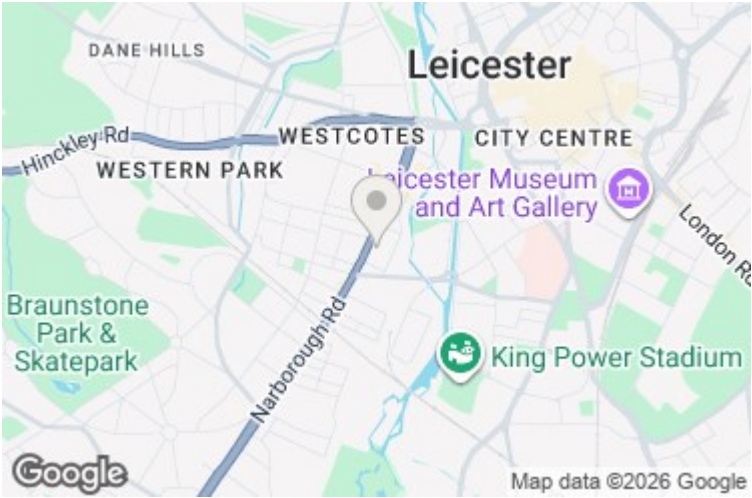 DANE HILLS
Leicester
WESTCOTES
CITY CENTRE
Hinckley Rd
WESTERN PARK
Leicester Museum
and Art Gallery
London Rd
Braunstone
Park &
Skatepark
Narborough Rd
King Power Stadium
Google
Map data ©2026 Google